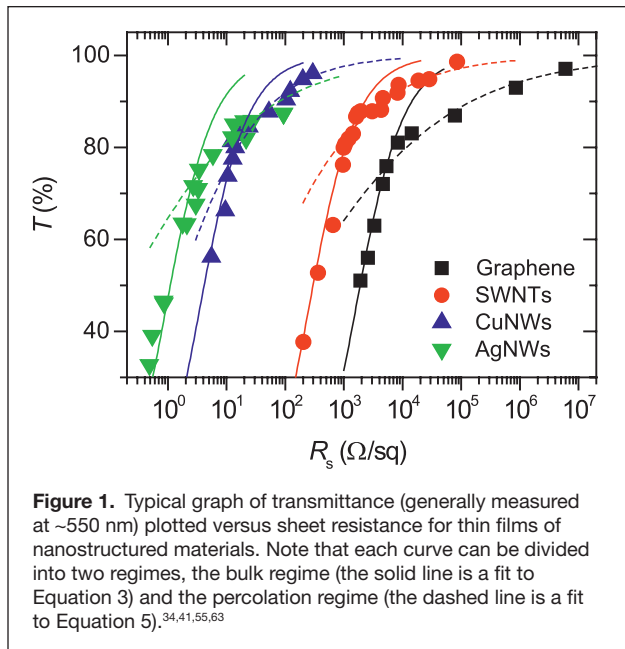 100
80
60
40
T (%)
Graphene
SWNTs
CuNWs
AgNWs
10⁰ 10¹ 10² 10³ 10⁴ 10⁵ 10⁶ 10⁷
Rₛ (Ω/sq)
Figure 1. Typical graph of transmittance (generally measured
at ~550 nm) plotted versus sheet resistance for thin films of
nanostructured materials. Note that each curve can be divided
into two regimes, the bulk regime (the solid line is a fit to
Equation 3) and the percolation regime (the dashed line is a fit
to Equation 5).³⁴,⁴¹,⁵⁵,⁶³